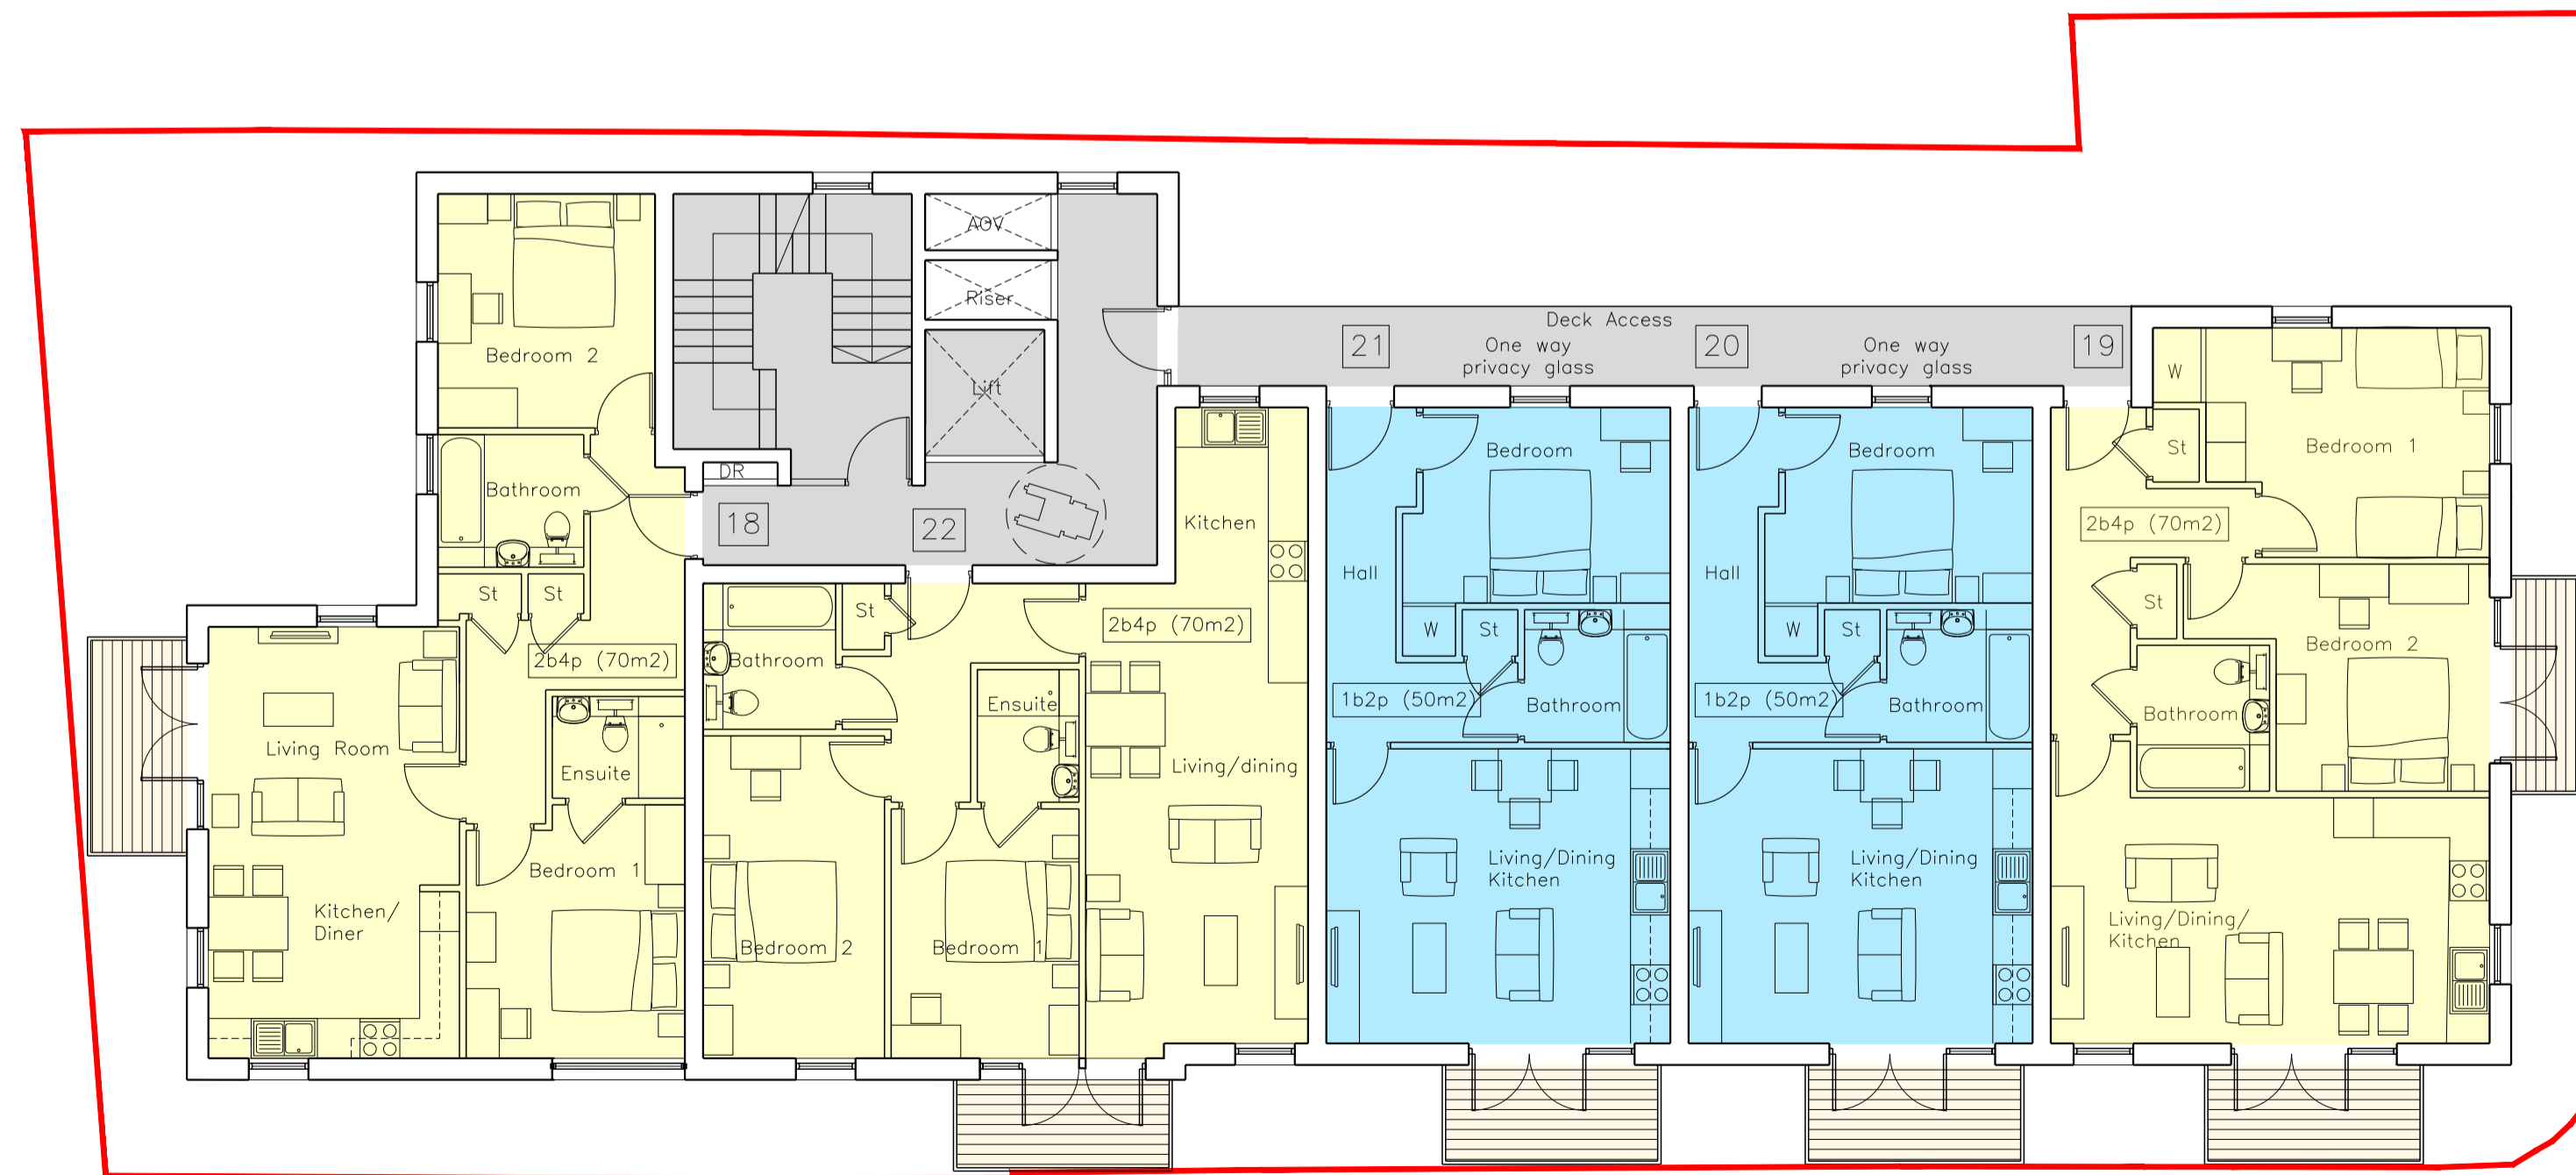 AOV
Riser
Lift
DR
18
22
Deck Access
21
One way
privacy glass
20
One way
privacy glass
19
Bedroom 2
Bathroom
St
St
2b4p (70m2)
Living Room
Ensuite
Bedroom 1
Kitchen/
Diner
Bathroom
St
2b4p (70m2)
Ensuite
Kitchen
Living/dining
Bedroom 2
Bedroom 1
Bedroom
Hall
W
St
1b2p (50m2)
Bathroom
Living/Dining
Kitchen
Bedroom
Hall
W
St
1b2p (50m2)
Bathroom
Living/Dining
Kitchen
W
St
Bedroom 1
2b4p (70m2)
St
Bedroom 2
Bathroom
Living/Dining/
Kitchen